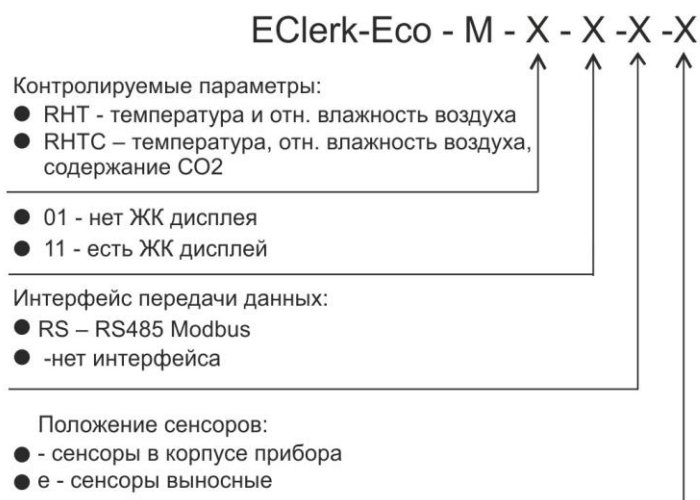 EClerk-Eco - M - X - X -X -X
Контролируемые параметры:
● RHT - температура и отн. влажность воздуха
● RHTC – температура, отн. влажность воздуха,
содержание СО2
● 01 - нет ЖК дисплея
● 11 - есть ЖК дисплей
Интерфейс передачи данных:
● RS – RS485 Modbus
● -нет интерфейса
Положение сенсоров:
● - сенсоры в корпусе прибора
● е - сенсоры выносные